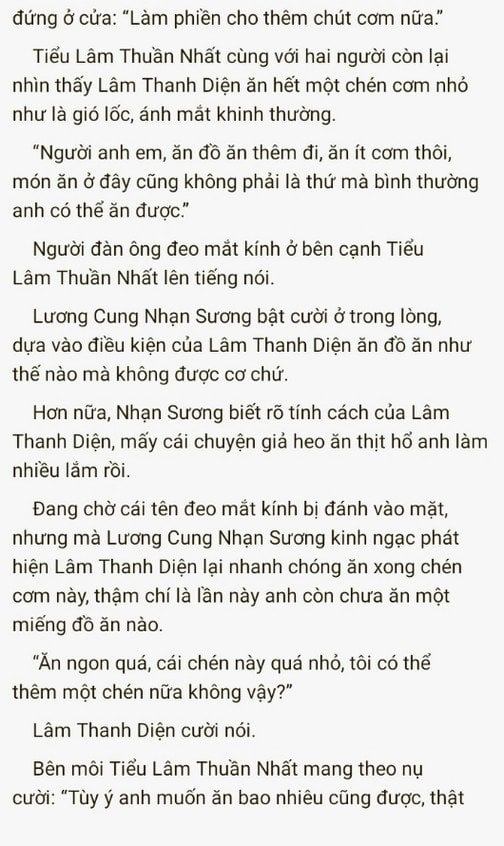 đứng ở cửa: “Làm phiền cho thêm chút cơm nữa.”
Tiểu Lâm Thuần Nhất cùng với hai người còn lại
nhìn thấy Lâm Thanh Diện ăn hết một chén cơm nhỏ
như là gió lốc, ánh mắt khinh thường.
“Người anh em, ăn đồ ăn thêm đi, ăn ít cơm thôi,
món ăn ở đây cũng không phải là thứ mà bình thường
anh có thể ăn được.”
Người đàn ông đeo mắt kính ở bên cạnh Tiểu
Lâm Thuần Nhất lên tiếng nói.
Lương Cung Nhạn Sương bật cười ở trong lòng,
dựa vào điều kiện của Lâm Thanh Diện ăn đồ ăn như
thế nào mà không được cơ chứ.
Hơn nữa, Nhạn Sương biết rõ tính cách của Lâm
Thanh Diện, mấy cái chuyện giả heo ăn thịt hổ anh làm
nhiều lắm rồi.
Đang chờ cái tên đeo mắt kính bị đánh vào mặt,
nhưng mà Lương Cung Nhạn Sương kinh ngạc phát
hiện Lâm Thanh Diện lại nhanh chóng ăn xong chén
cơm này, thậm chí là lần này anh còn chưa ăn một
miếng đồ ăn nào.
“Ăn ngon quá, cái chén này quá nhỏ, tôi có thể
thêm một chén nữa không vậy?”
Lâm Thanh Diện cười nói.
Bên môi Tiểu Lâm Thuần Nhất mang theo nụ
cười: “Tùy ý anh muốn ăn bao nhiêu cũng được, thật